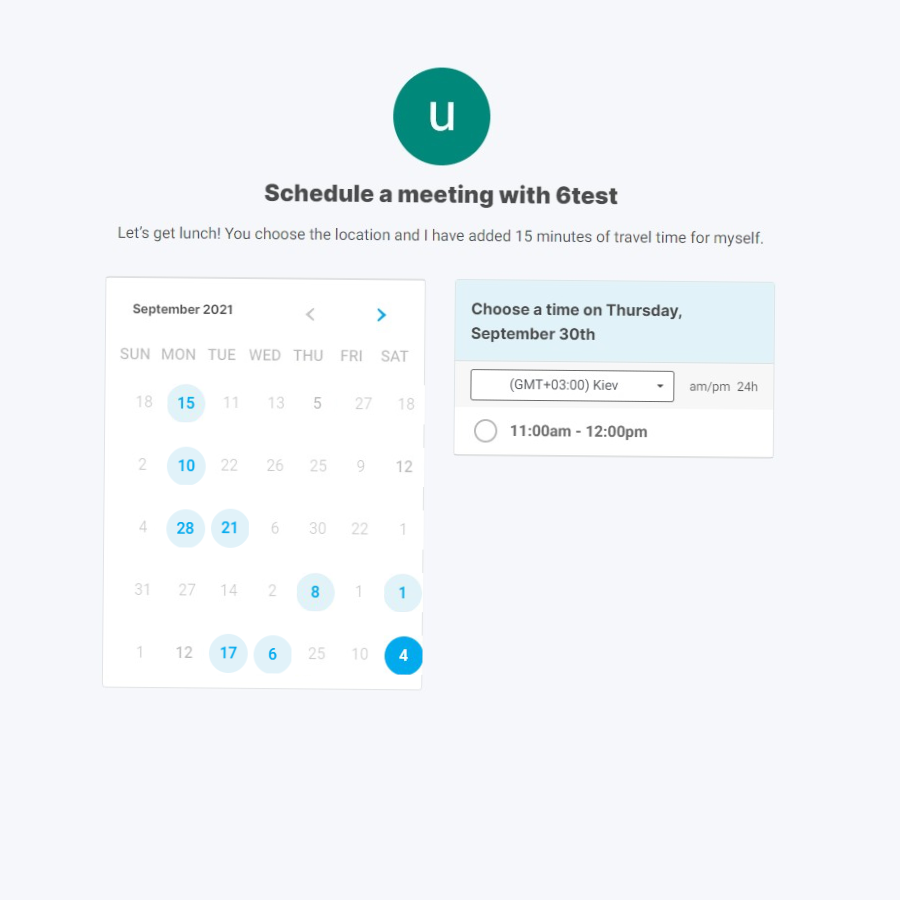 u
Schedule a meeting with 6test
Let's get lunch! You choose the location and I have added 15 minutes of travel time for myself.
September 2021
SUN MON TUE WED THU FRI SAT
18 15 11 13 5 27 18
2 10 22 26 25 9 12
4 28 21 6 30 22 1
31 27 14 2 8 1 1
1 12 17 6 25 10 4
Choose a time on Thursday,
September 30th
(GMT+03:00) Kiev am/pm 24h
11:00am - 12:00pm